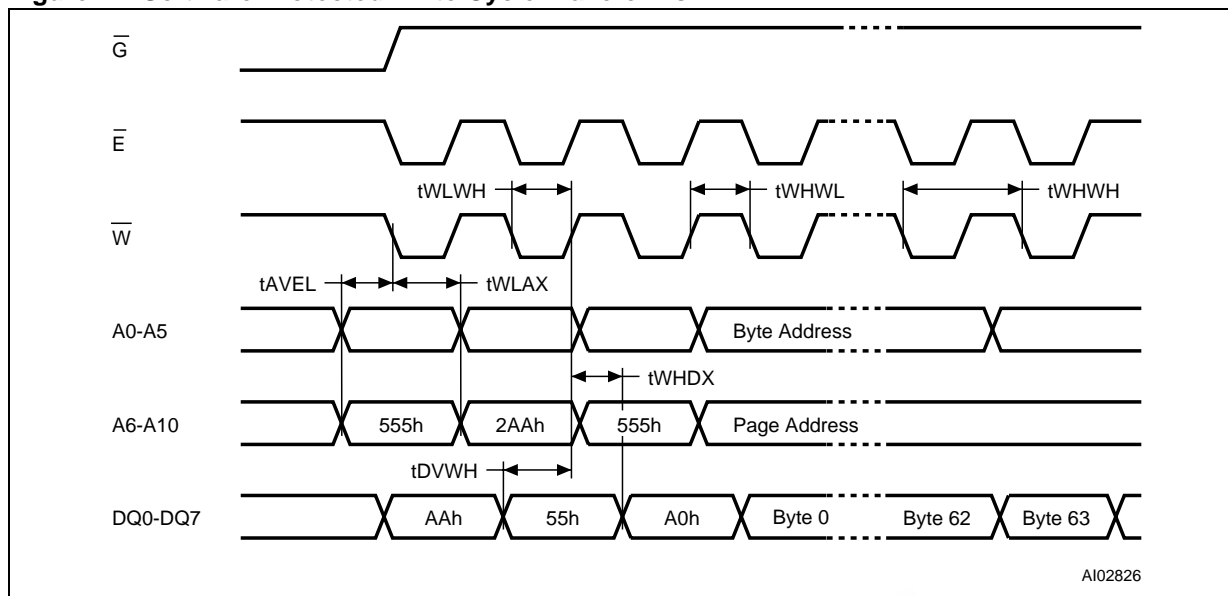 G
E
tWLWH tWHWL tWHWH
W
tAVEL tWLAX
A0-A5 Byte Address
tWHDX
A6-A10 555h 2AAh 555h Page Address
tDVWH
DQ0-DQ7 AAh 55h A0h Byte 0 Byte 62 Byte 63
AI02826